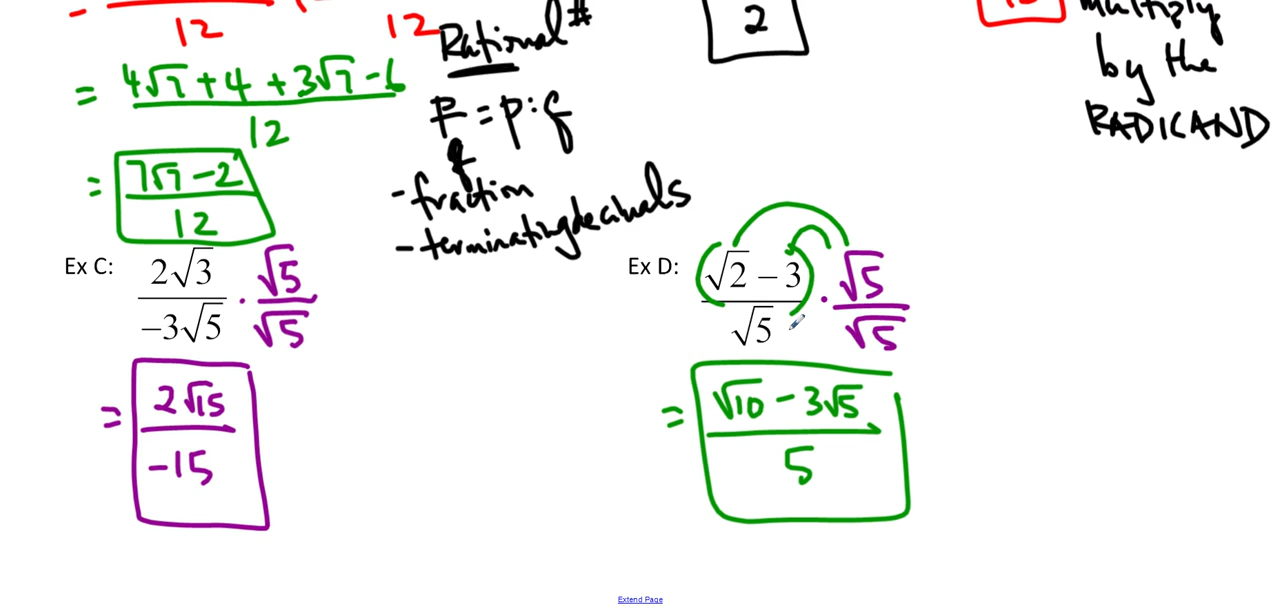 12 12
= 4√7 + 4 + 3√7 - 6
12
= 7√7 - 2
12
Rational #
p = p÷q
q
- fraction
- terminating decimals
2
multiply
by the
RADICAND
Ex C: 2√3 · √5
-3√5 √5
= 2√15
-15
Ex D: √2 - 3 · √5
√5 √5
= √10 - 3√5
5
Extend Page